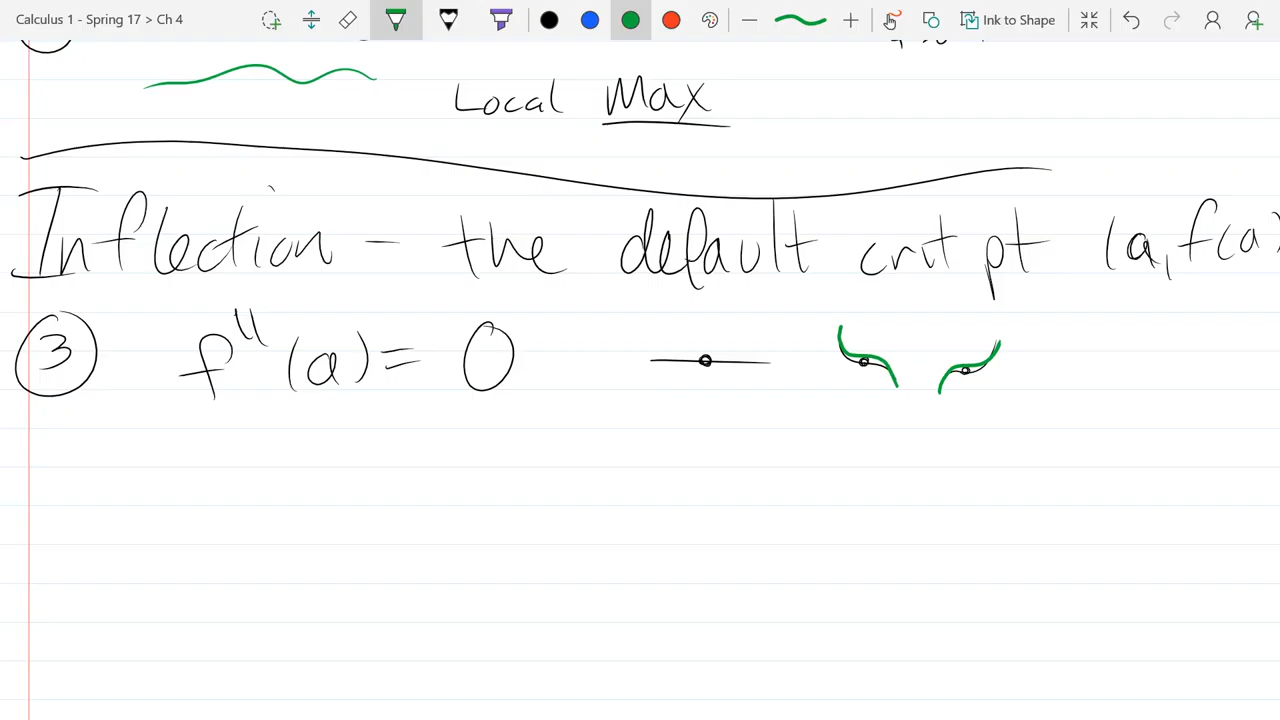 Calculus 1 - Spring 17 > Ch 4
Ink to Shape
Local Max
Inflection - the default crit pt (a, f(a)
3 f"(a) = 0